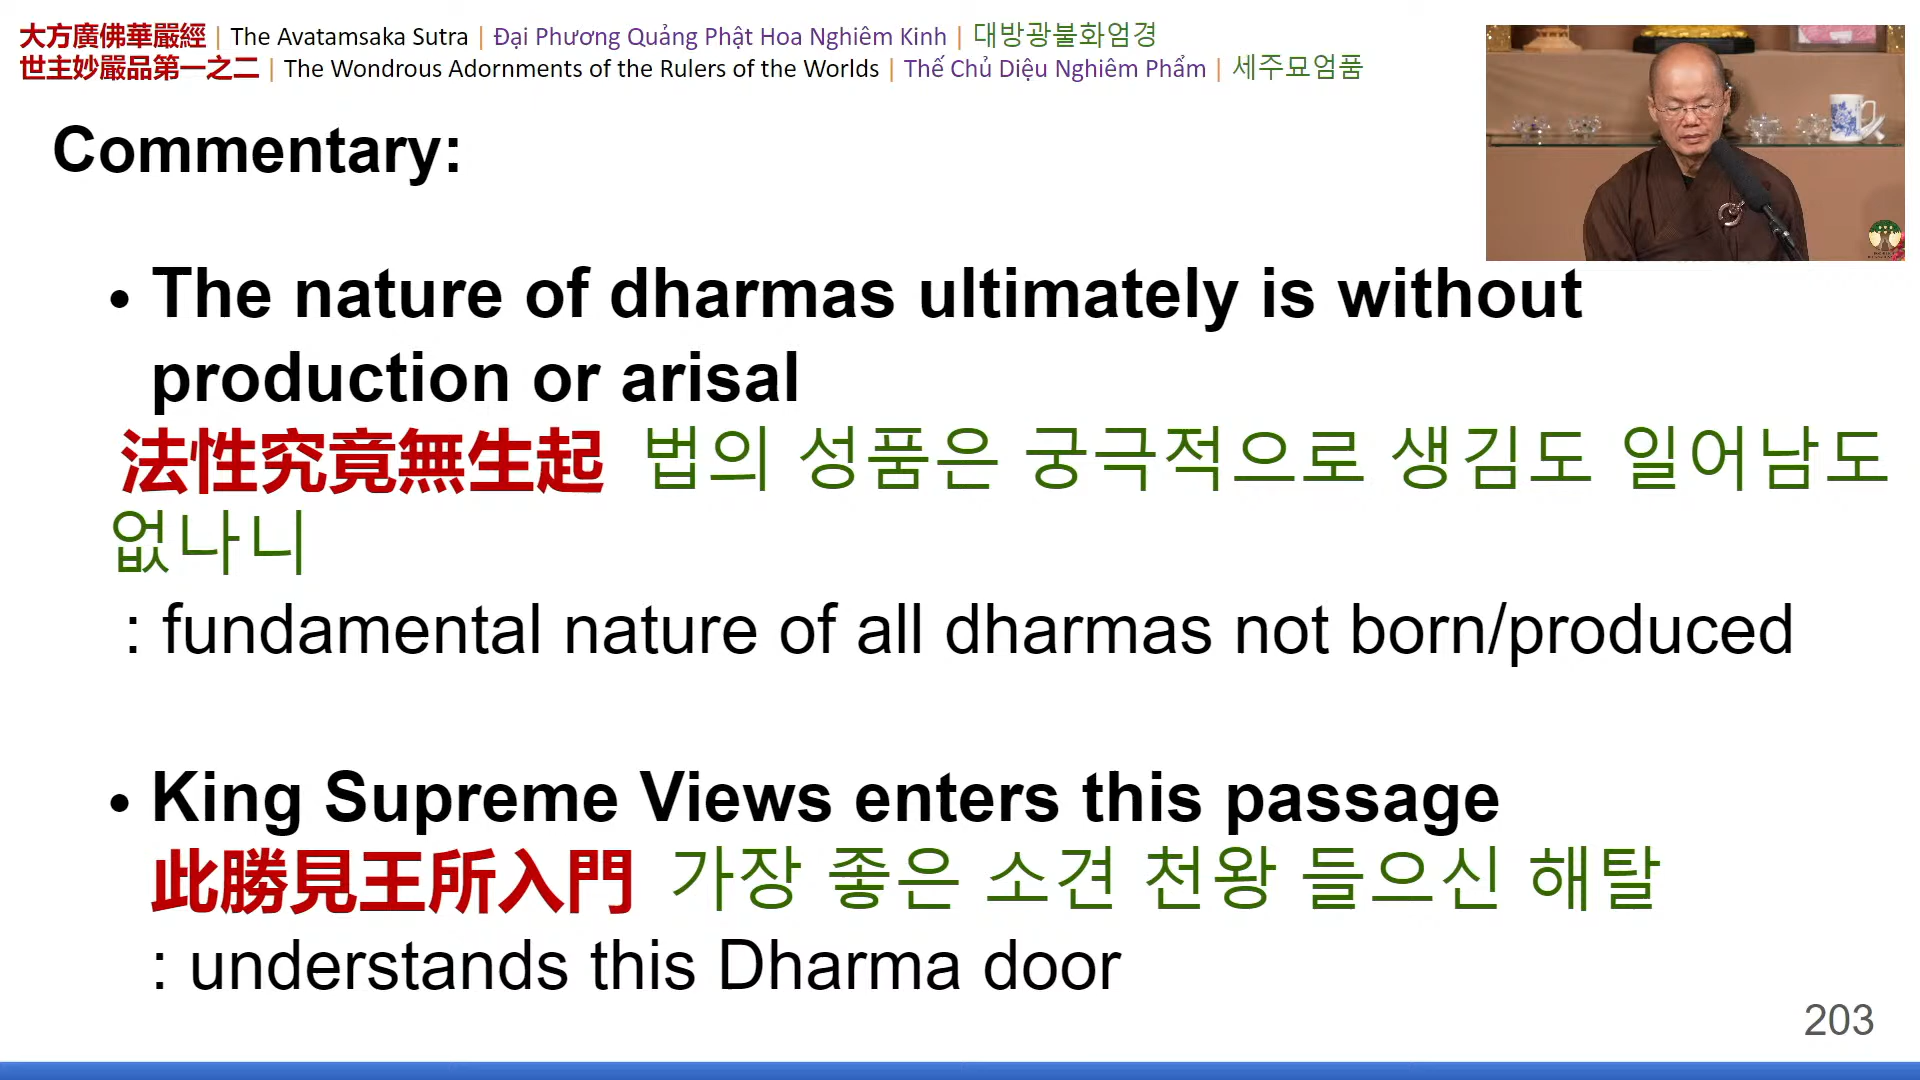 大方廣佛華嚴經 | The Avatamsaka Sutra | Đại Phương Quảng Phật Hoa Nghiêm Kinh | 대방광불화엄경
世主妙嚴品第一之二 | The Wondrous Adornments of the Rulers of the Worlds | Thế Chủ Diệu Nghiêm Phẩm | 세주묘엄품
Commentary:
• The nature of dharmas ultimately is without
production or arisal
法性究竟無生起 법의 성품은 궁극적으로 생김도 일어남도
없나니
: fundamental nature of all dharmas not born/produced
• King Supreme Views enters this passage
此勝見王所入門 가장 좋은 소견 천왕 들으신 해탈
: understands this Dharma door
203